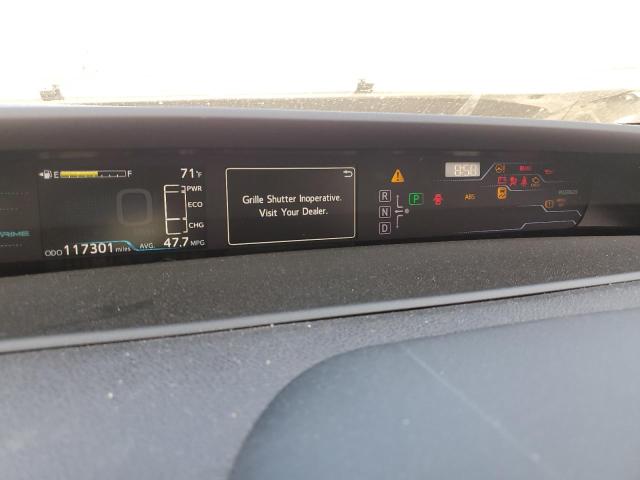 E F 71°F
PWR
ECO
CHG
ODO 117301 miles AVG. 47.7 MPG
PRIME
Grille Shutter Inoperative.
Visit Your Dealer.
R
N
D
P
ABS
8:50